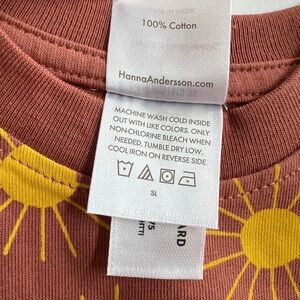 100% Cotton
HannaAndersson.com
MACHINE WASH COLD INSIDE
OUT WITH LIKE COLORS. ONLY
NON-CHLORINE BLEACH WHEN
NEEDED. TUMBLE DRY LOW,
COOL IRON ON REVERSE SIDE.
SL